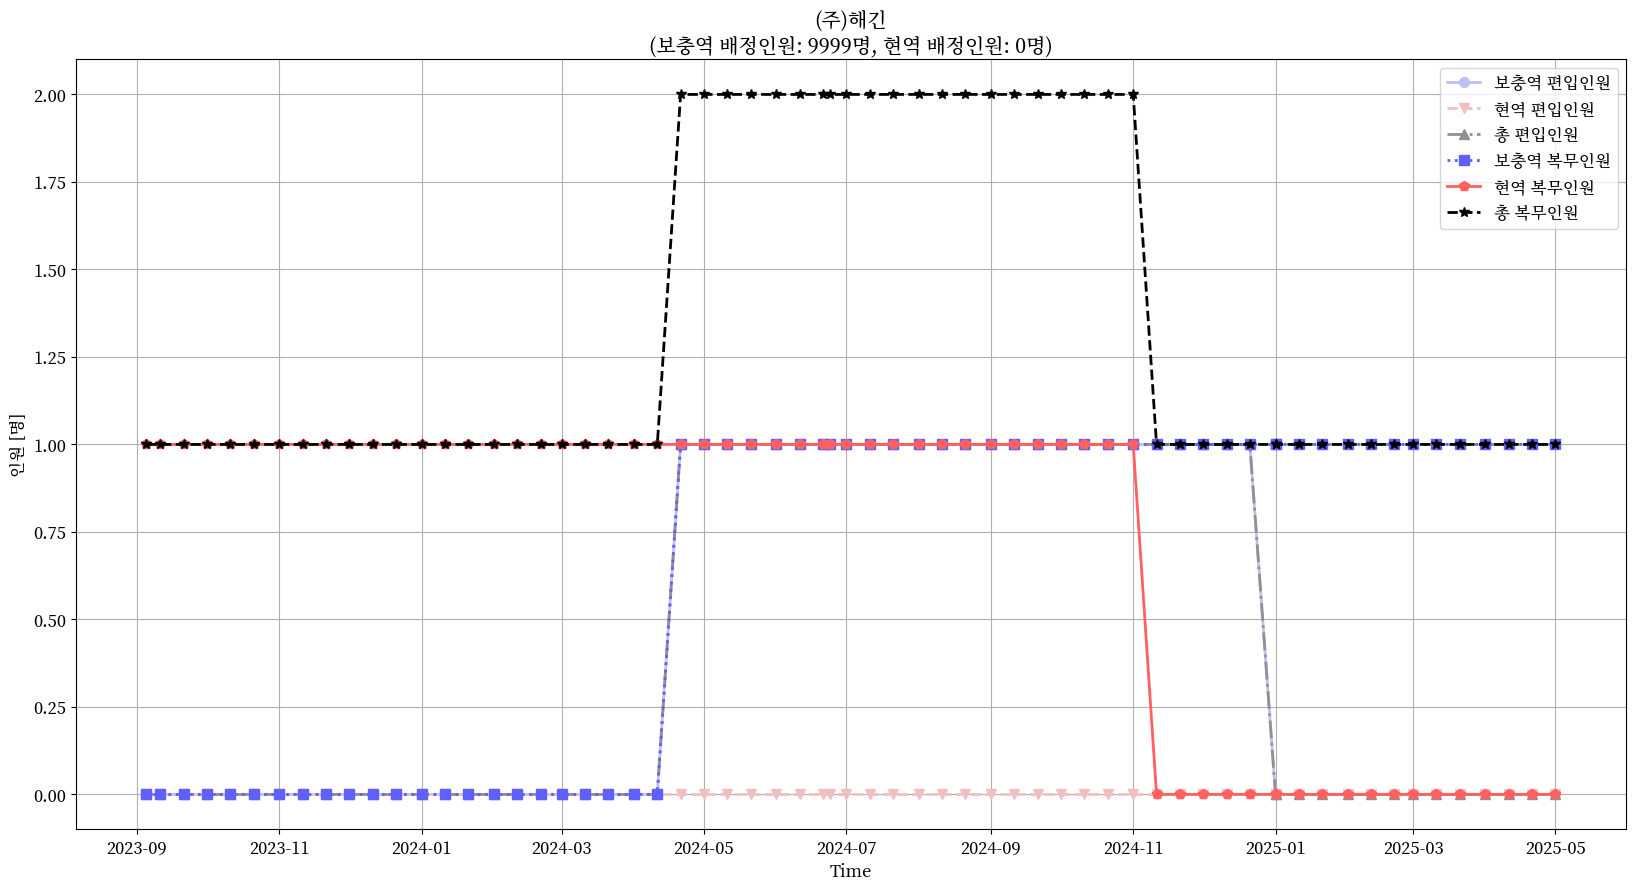 (주)해긴
(보충역 배정인원: 9999명, 현역 배정인원: 0명)
보충역 편입인원
현역 편입인원
총 편입인원
보충역 복무인원
현역 복무인원
총 복무인원
인원 [명]
2.00
1.75
1.50
1.25
1.00
0.75
0.50
0.25
0.00
2023-09 2023-11 2024-01 2024-03 2024-05 2024-07 2024-09 2024-11 2025-01 2025-03 2025-05
Time